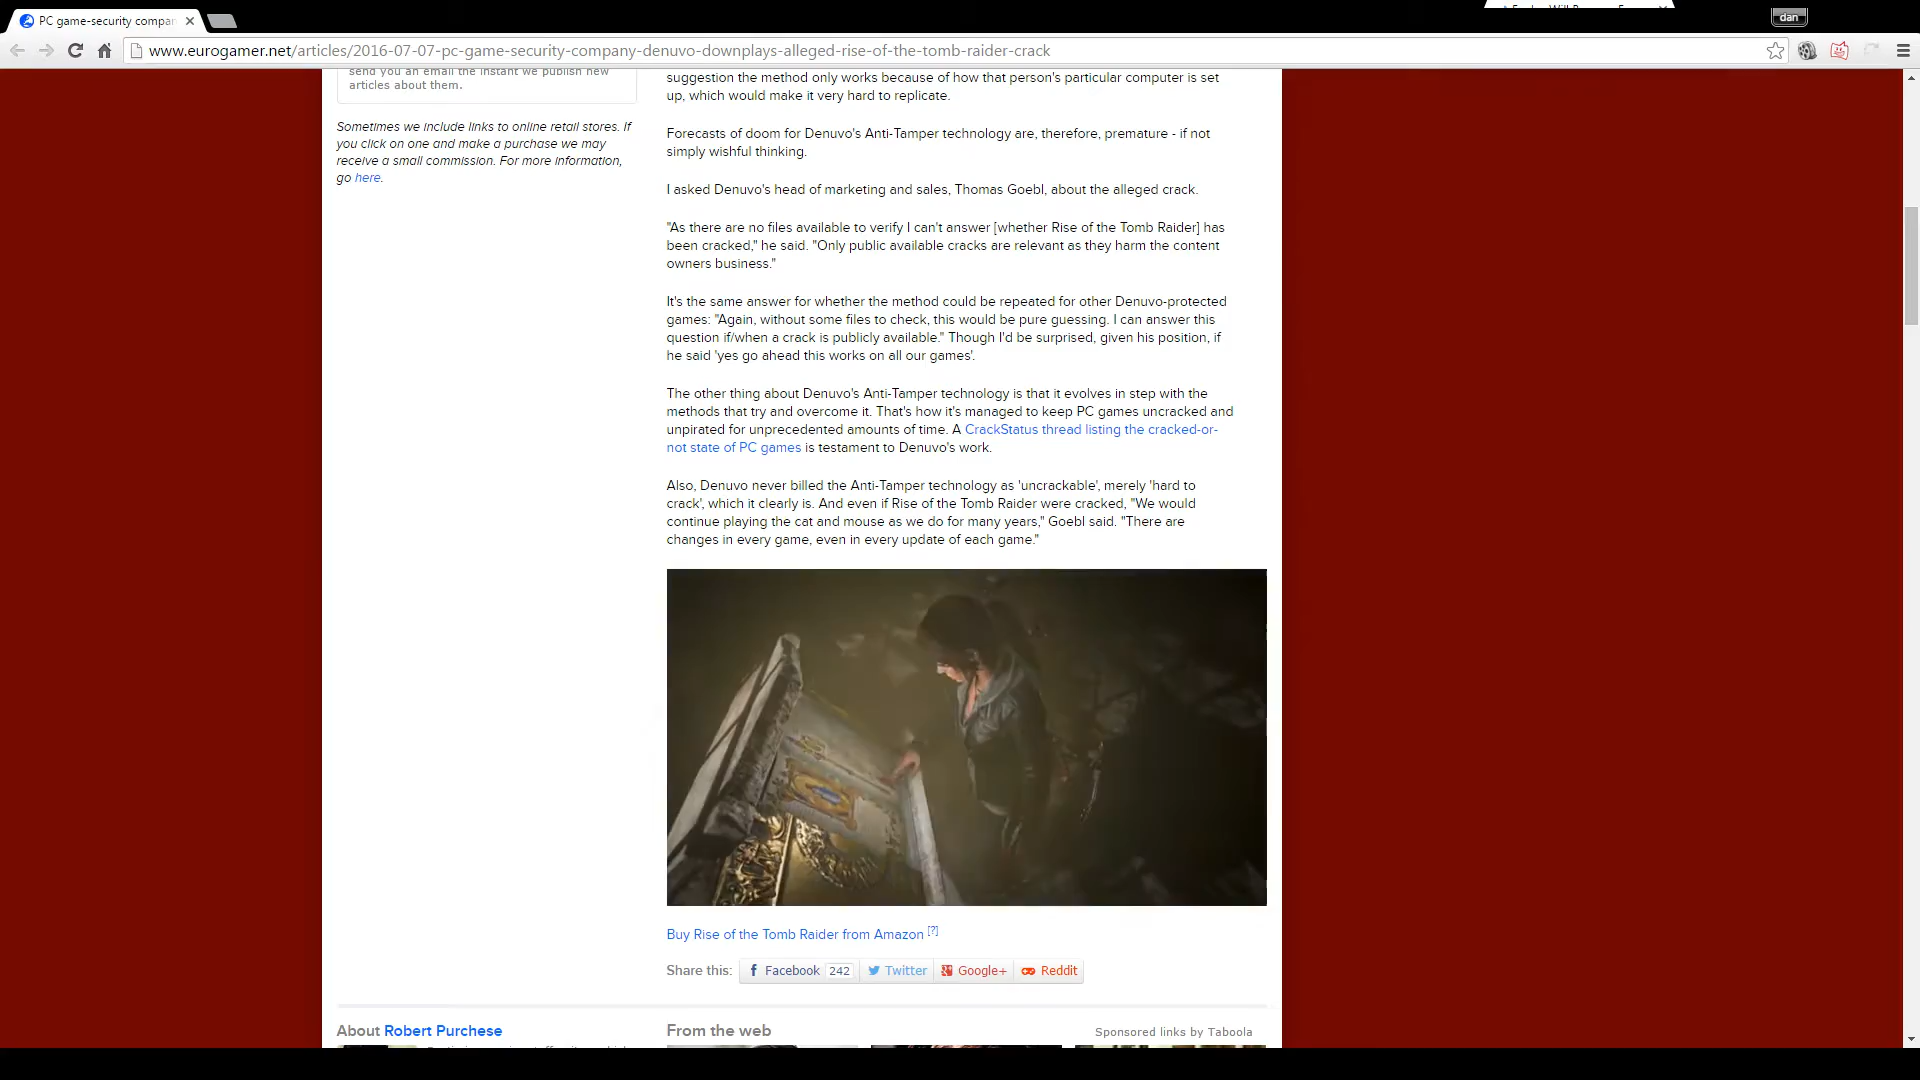 PC game-security compan
dan
www.eurogamer.net/articles/2016-07-07-pc-game-security-company-denuvo-downplays-alleged-rise-of-the-tomb-raider-crack
send you an email the instant we publish new
articles about them.
Sometimes we include links to online retail stores. If
you click on one and make a purchase we may
receive a small commission. For more information,
go here.
suggestion the method only works because of how that person's particular computer is set
up, which would make it very hard to replicate.
Forecasts of doom for Denuvo's Anti-Tamper technology are, therefore, premature - if not
simply wishful thinking.
I asked Denuvo's head of marketing and sales, Thomas Goebl, about the alleged crack.
"As there are no files available to verify I can't answer [whether Rise of the Tomb Raider] has
been cracked," he said. "Only public available cracks are relevant as they harm the content
owners business."
It's the same answer for whether the method could be repeated for other Denuvo-protected
games: "Again, without some files to check, this would be pure guessing. I can answer this
question if/when a crack is publicly available." Though I'd be surprised, given his position, if
he said 'yes go ahead this works on all our games'.
The other thing about Denuvo's Anti-Tamper technology is that it evolves in step with the
methods that try and overcome it. That's how it's managed to keep PC games uncracked and
unpirated for unprecedented amounts of time. A CrackStatus thread listing the cracked-or-
not state of PC games is testament to Denuvo's work.
Also, Denuvo never billed the Anti-Tamper technology as 'uncrackable', merely 'hard to
crack', which it clearly is. And even if Rise of the Tomb Raider were cracked, "We would
continue playing the cat and mouse as we do for many years," Goebl said. "There are
changes in every game, even in every update of each game."
Buy Rise of the Tomb Raider from Amazon [?]
Share this: Facebook 242 Twitter Google+ Reddit
About Robert Purchese
From the web
Sponsored links by Taboola